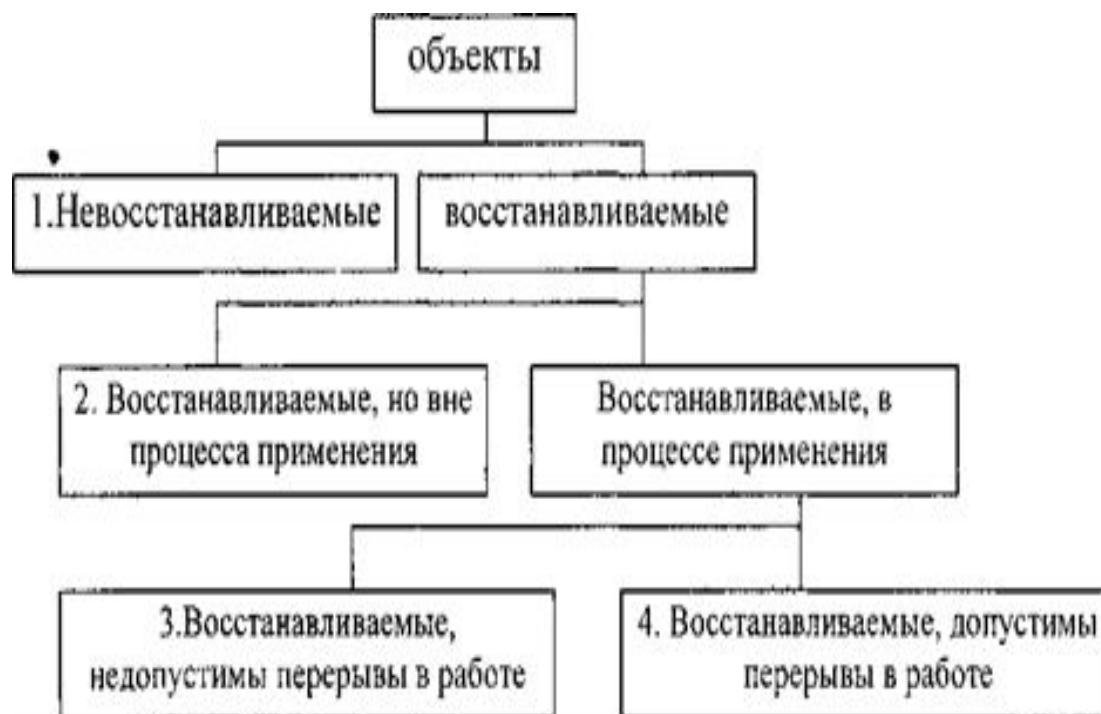 объекты
1.Невосстанавливаемые
восстанавливаемые
2. Восстанавливаемые, но вне
процесса применения
Восстанавливаемые, в
процессе применения
3.Восстанавливаемые,
недопустимы перерывы в работе
4. Восстанавливаемые, допустимы
перерывы в работе